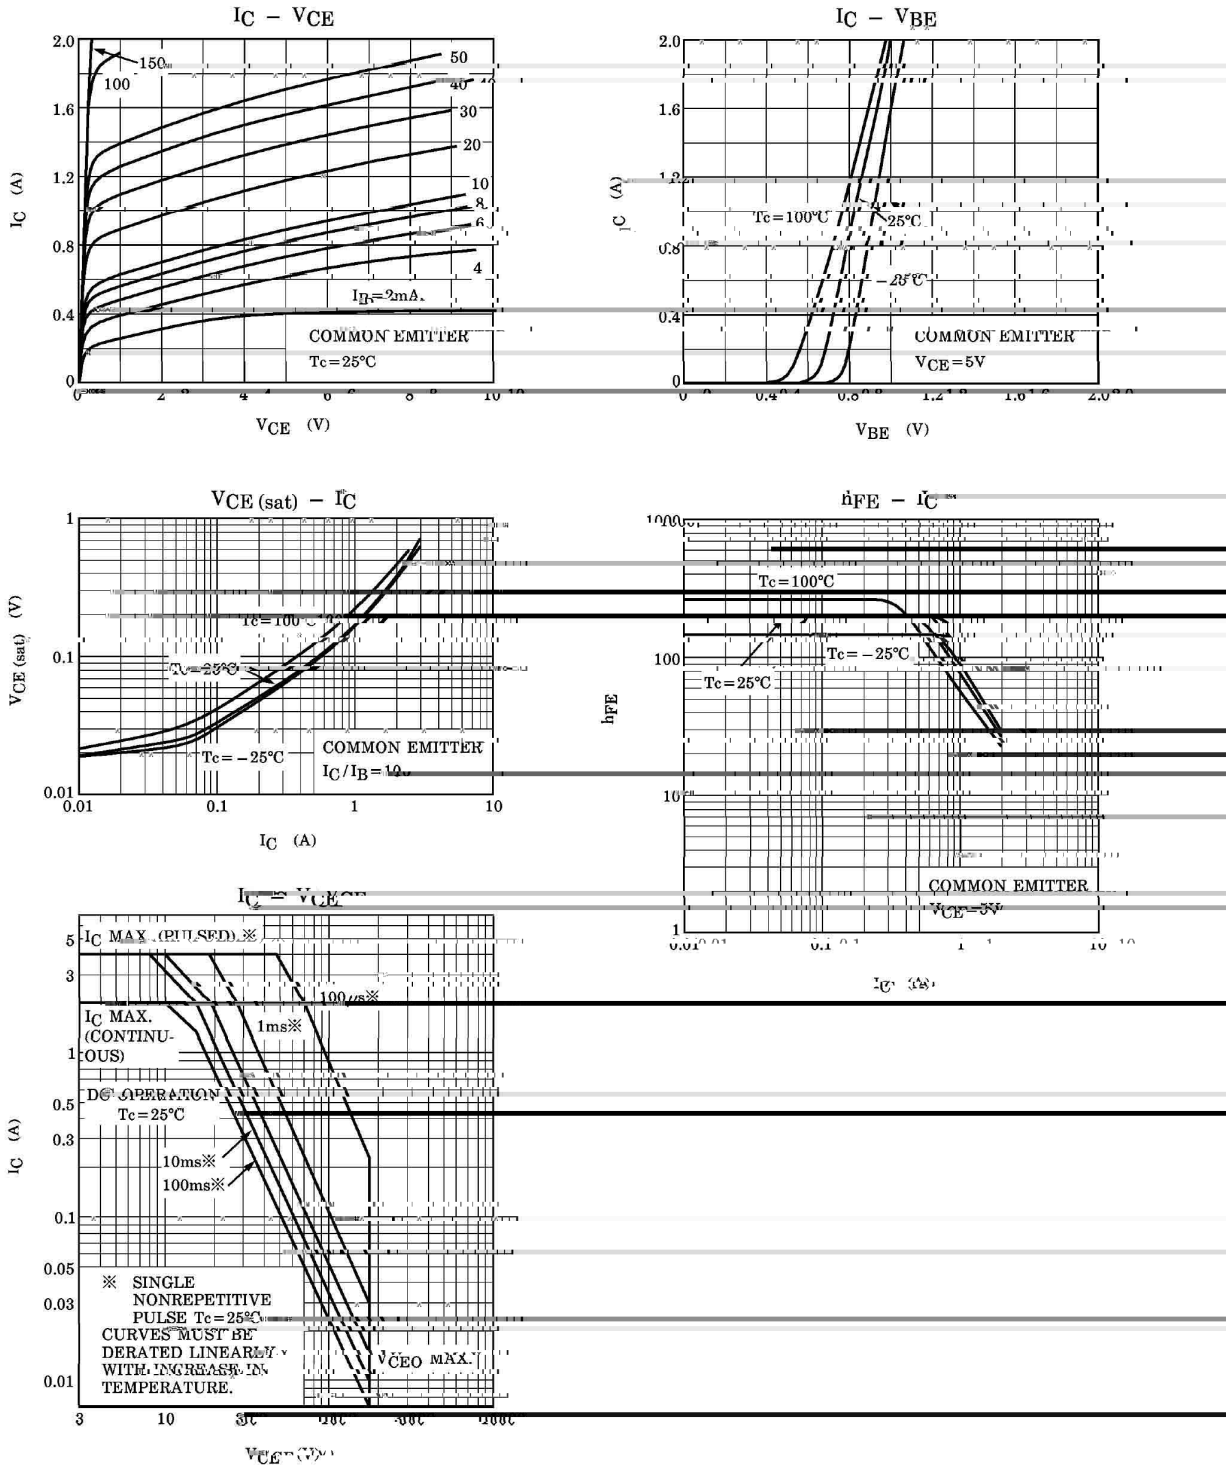 IC − VCE
2.0
1.6
1.2
0.8
0.4
0
IC (A)
150
100
50
40
30
20
10
8
6
4
IB=2mA
COMMON EMITTER
Tc=25℃
0 2 4 6 8 10
VCE (V)
IC − VBE
2.0
1.6
1.2
0.8
0.4
0
IC (A)
Tc=100℃
25℃
−25℃
COMMON EMITTER
VCE=5V
0 0.4 0.8 1.2 1.6 2.0
VBE (V)
VCE (sat) − IC
1
0.1
0.01
VCE (sat) (V)
Tc=100℃
Tc=25℃
Tc=−25℃
COMMON EMITTER
IC/IB=10
0.01 0.1 1 10
IC (A)
hFE − IC
1000
100
10
1
hFE
Tc=100℃
Tc=−25℃
Tc=25℃
COMMON EMITTER
VCE=5V
0.01 0.1 1 10
IC (A)
IC − VCE
5
3
1
0.5
0.3
0.1
0.05
0.03
0.01
IC (A)
IC MAX. (PULSED) ※
100μs※
IC MAX.
(CONTINU-
OUS)
1ms※
DC OPERATION
Tc=25℃
10ms※
100ms※
※ SINGLE
NONREPETITIVE
PULSE Tc=25℃
CURVES MUST BE
DERATED LINEARLY
WITH INCREASE IN
TEMPERATURE.
VCEO MAX.
3 10
VCE (V)